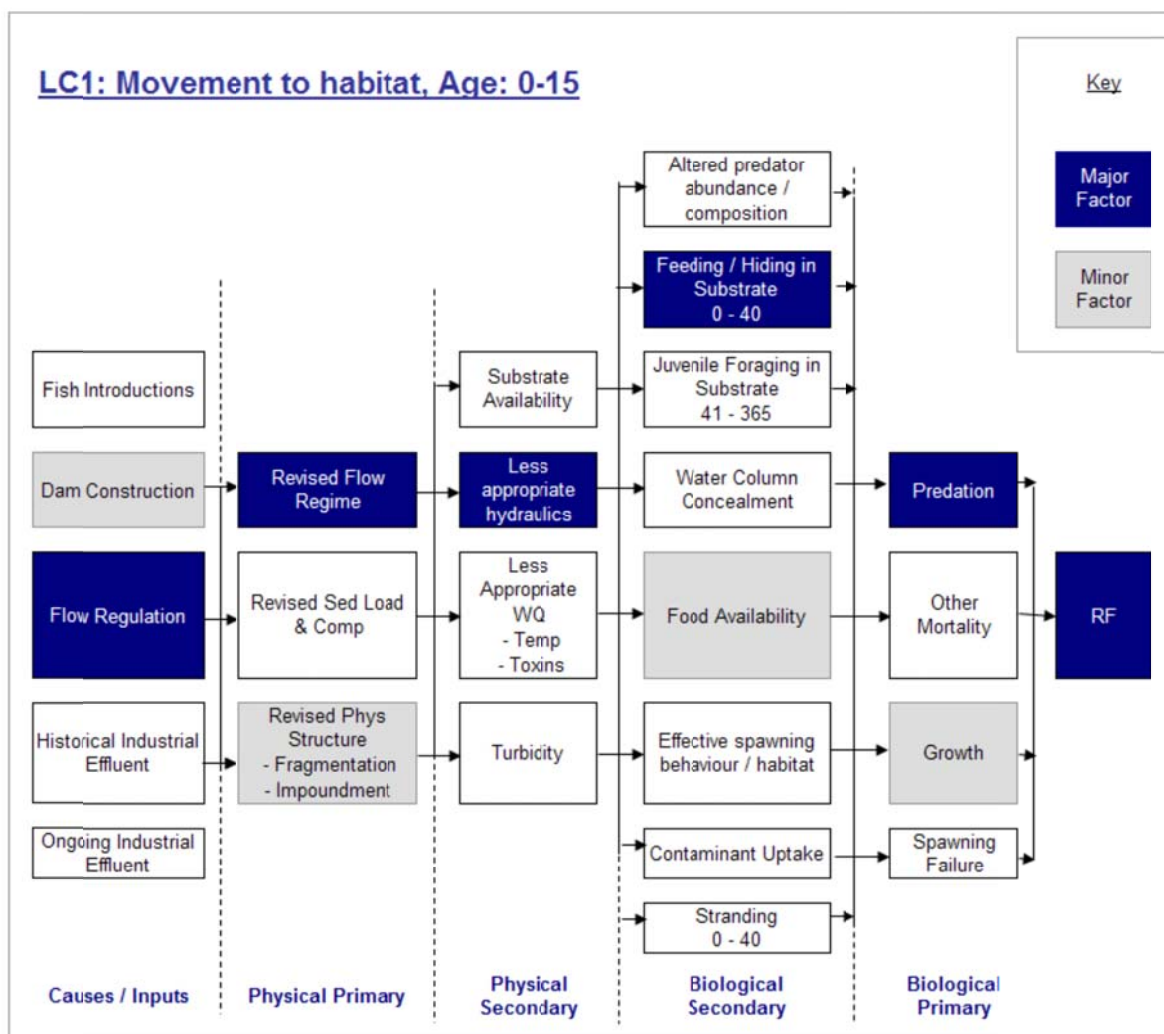 LC1: Movement to habitat, Age: 0-15
Key
Major
Factor
Minor
Factor
Fish Introductions
Dam Construction
Flow Regulation
Historical Industrial
Effluent
Ongoing Industrial
Effluent
Causes / Inputs
Revised Flow
Regime
Revised Sed Load
& Comp
Revised Phys
Structure
- Fragmentation
- Impoundment
Physical Primary
Substrate
Availability
Less
appropriate
hydraulics
Less
Appropriate
WQ
- Temp
- Toxins
Turbidity
Physical
Secondary
Altered predator
abundance /
composition
Feeding / Hiding in
Substrate
0 - 40
Juvenile Foraging in
Substrate
41 - 365
Water Column
Concealment
Food Availability
Effective spawning
behaviour / habitat
Contaminant Uptake
Stranding
0 - 40
Biological
Secondary
Predation
Other
Mortality
Growth
Spawning
Failure
Biological
Primary
RF